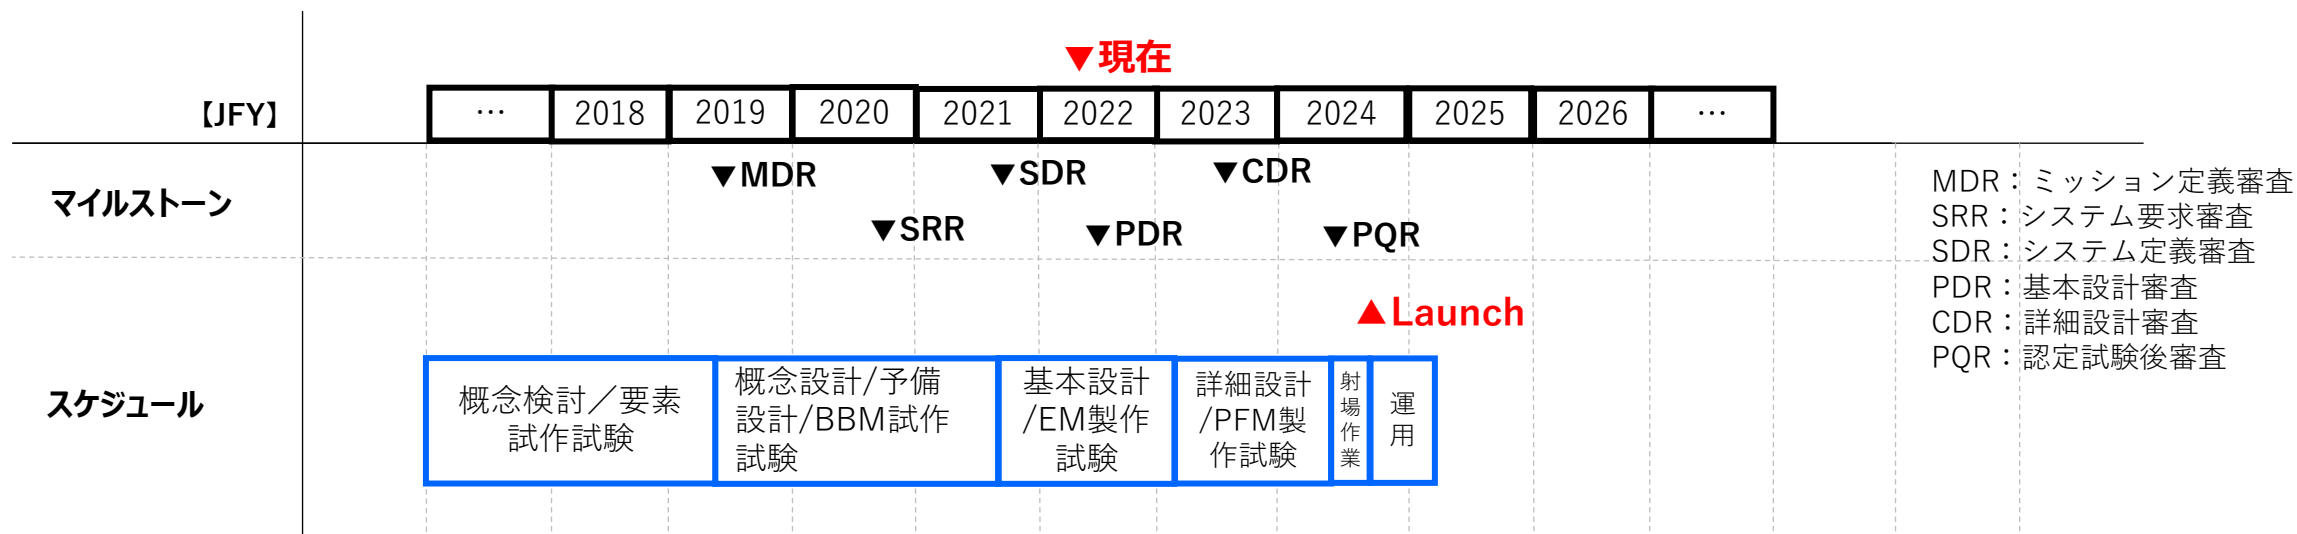 ▼現在
【JFY】
… 2018 2019 2020 2021 2022 2023 2024 2025 2026 …
マイルストーン
▼MDR ▼SDR ▼CDR
▼SRR ▼PDR ▼PQR
MDR：ミッション定義審査
SRR：システム要求審査
SDR：システム定義審査
PDR：基本設計審査
CDR：詳細設計審査
PQR：認定試験後審査
▲Launch
スケジュール
概念検討／要素
試作試験
概念設計/予備
設計/BBM試作
試験
基本設計
/EM製作
試験
詳細設計
/PFM製
作試験
射
場
作
業
運
用